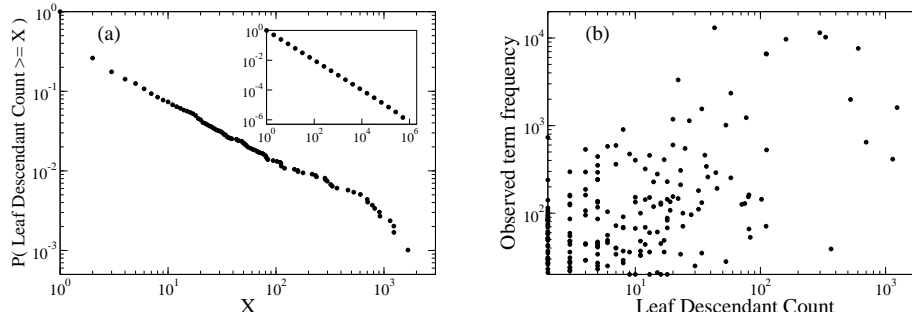 (a)
P( Leaf Descendant Count >= X )
10^0
10^-1
10^-2
10^-3
10^0 10^1 10^2 10^3
X
10^0
10^-2
10^-4
10^-6
10^0 10^2 10^4 10^6
(b)
Observed term frequency
10^4
10^3
10^2
10^1 10^2 10^3
Leaf Descendant Count